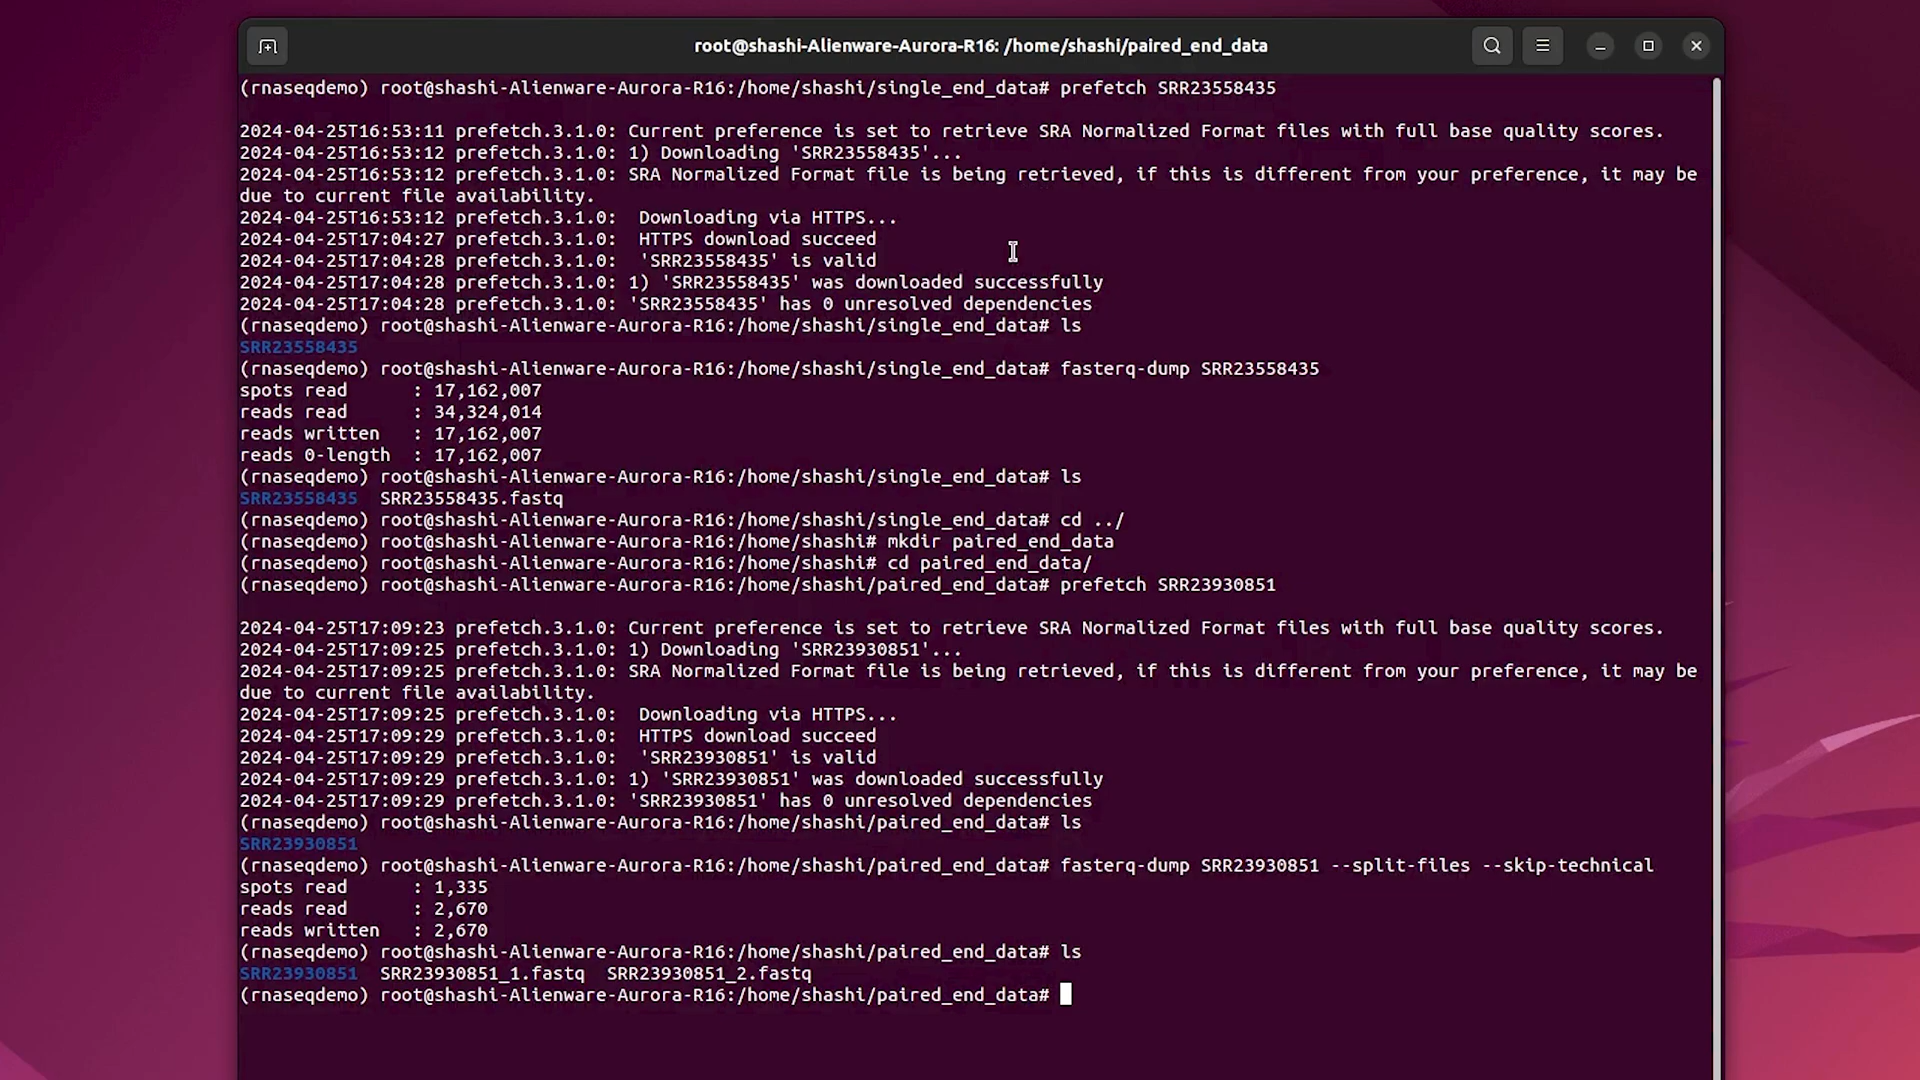 root@shashi-Alienware-Aurora-R16: /home/shashi/paired_end_data
(rnaseqdemo) root@shashi-Alienware-Aurora-R16:/home/shashi/single_end_data# prefetch SRR23558435
2024-04-25T16:53:11 prefetch.3.1.0: Current preference is set to retrieve SRA Normalized Format files with full base quality scores.
2024-04-25T16:53:12 prefetch.3.1.0: 1) Downloading 'SRR23558435'...
2024-04-25T16:53:12 prefetch.3.1.0: SRA Normalized Format file is being retrieved, if this is different from your preference, it may be
due to current file availability.
2024-04-25T16:53:12 prefetch.3.1.0:  Downloading via HTTPS...
2024-04-25T17:04:27 prefetch.3.1.0:  HTTPS download succeed
2024-04-25T17:04:28 prefetch.3.1.0:  'SRR23558435' is valid
2024-04-25T17:04:28 prefetch.3.1.0: 1) 'SRR23558435' was downloaded successfully
2024-04-25T17:04:28 prefetch.3.1.0: 'SRR23558435' has 0 unresolved dependencies
(rnaseqdemo) root@shashi-Alienware-Aurora-R16:/home/shashi/single_end_data# ls
SRR23558435
(rnaseqdemo) root@shashi-Alienware-Aurora-R16:/home/shashi/single_end_data# fasterq-dump SRR23558435
spots read      : 17,162,007
reads read      : 34,324,014
reads written   : 17,162,007
reads 0-length  : 17,162,007
(rnaseqdemo) root@shashi-Alienware-Aurora-R16:/home/shashi/single_end_data# ls
SRR23558435  SRR23558435.fastq
(rnaseqdemo) root@shashi-Alienware-Aurora-R16:/home/shashi/single_end_data# cd ../
(rnaseqdemo) root@shashi-Alienware-Aurora-R16:/home/shashi# mkdir paired_end_data
(rnaseqdemo) root@shashi-Alienware-Aurora-R16:/home/shashi# cd paired_end_data/
(rnaseqdemo) root@shashi-Alienware-Aurora-R16:/home/shashi/paired_end_data# prefetch SRR23930851
2024-04-25T17:09:23 prefetch.3.1.0: Current preference is set to retrieve SRA Normalized Format files with full base quality scores.
2024-04-25T17:09:25 prefetch.3.1.0: 1) Downloading 'SRR23930851'...
2024-04-25T17:09:25 prefetch.3.1.0: SRA Normalized Format file is being retrieved, if this is different from your preference, it may be
due to current file availability.
2024-04-25T17:09:25 prefetch.3.1.0:  Downloading via HTTPS...
2024-04-25T17:09:29 prefetch.3.1.0:  HTTPS download succeed
2024-04-25T17:09:29 prefetch.3.1.0:  'SRR23930851' is valid
2024-04-25T17:09:29 prefetch.3.1.0: 1) 'SRR23930851' was downloaded successfully
2024-04-25T17:09:29 prefetch.3.1.0: 'SRR23930851' has 0 unresolved dependencies
(rnaseqdemo) root@shashi-Alienware-Aurora-R16:/home/shashi/paired_end_data# ls
SRR23930851
(rnaseqdemo) root@shashi-Alienware-Aurora-R16:/home/shashi/paired_end_data# fasterq-dump SRR23930851 --split-files --skip-technical
spots read      : 1,335
reads read      : 2,670
reads written   : 2,670
(rnaseqdemo) root@shashi-Alienware-Aurora-R16:/home/shashi/paired_end_data# ls
SRR23930851  SRR23930851_1.fastq  SRR23930851_2.fastq
(rnaseqdemo) root@shashi-Alienware-Aurora-R16:/home/shashi/paired_end_data#